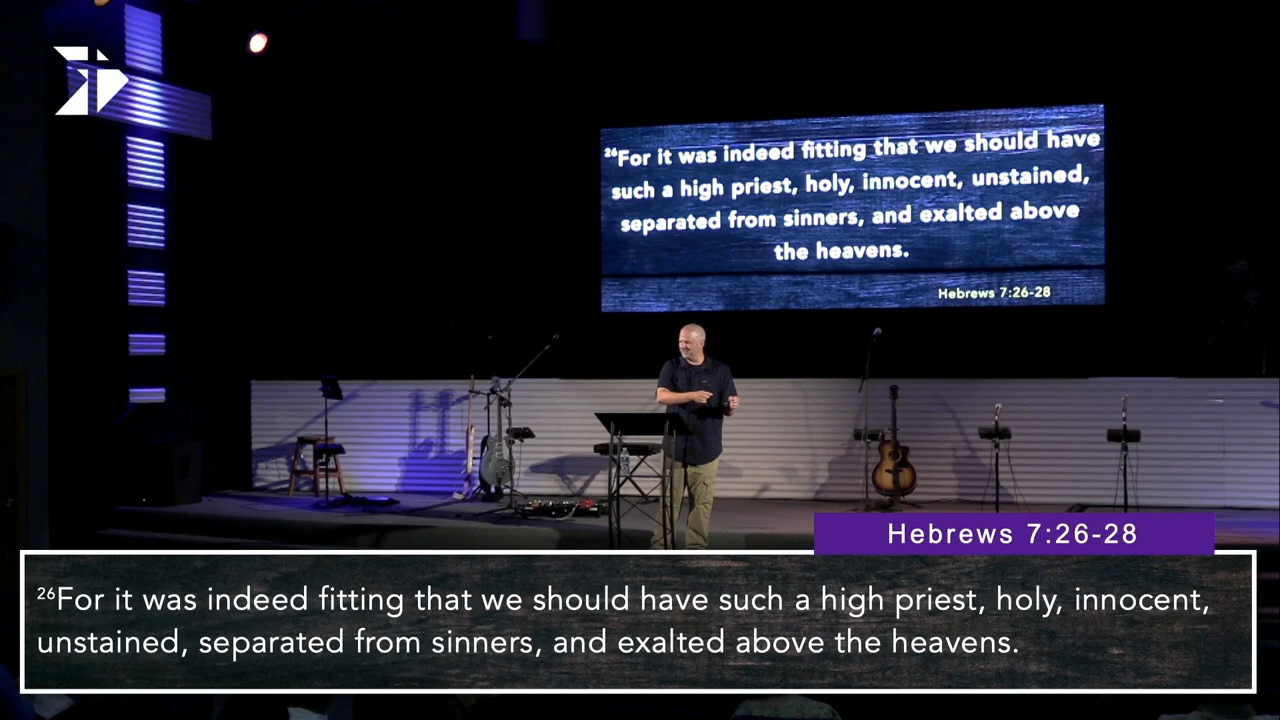 ²⁶For it was indeed fitting that we should have
such a high priest, holy, innocent, unstained,
separated from sinners, and exalted above
the heavens.
Hebrews 7:26-28
Hebrews 7:26-28
²⁶For it was indeed fitting that we should have such a high priest, holy, innocent,
unstained, separated from sinners, and exalted above the heavens.